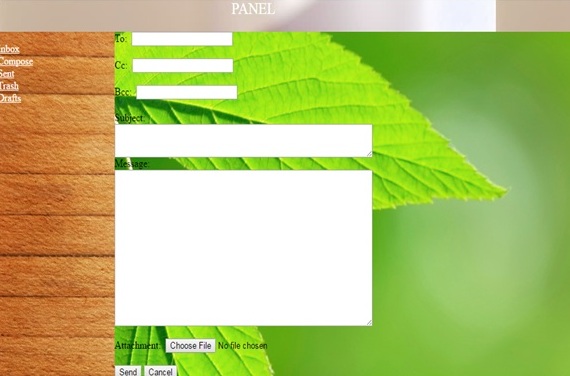 PANEL
To:
Inbox
Compose
Cc:
Sent
Trash
Bcc:
Drafts
Subject:
Message:
Attachment: Choose File No file chosen
Send Cancel